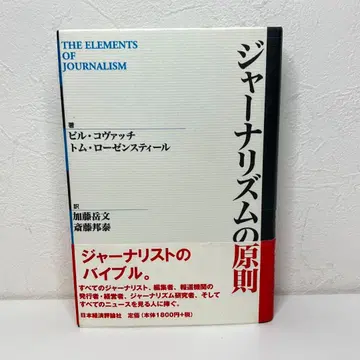 THE ELEMENTS
OF
JOURNALISM
ジャーナリズムの原則
著
ビル・コヴァッチ
トム・ローゼンスティール
訳
加藤岳文
斎藤邦泰
ジャーナリストの
バイブル。
すべてのジャーナリスト、編集者、報道機関の
発行者・経営者、ジャーナリズム研究者、そして
すべてのニュースを見る人に捧ぐ。
日本経済評論社 定価(本体1800円+税)